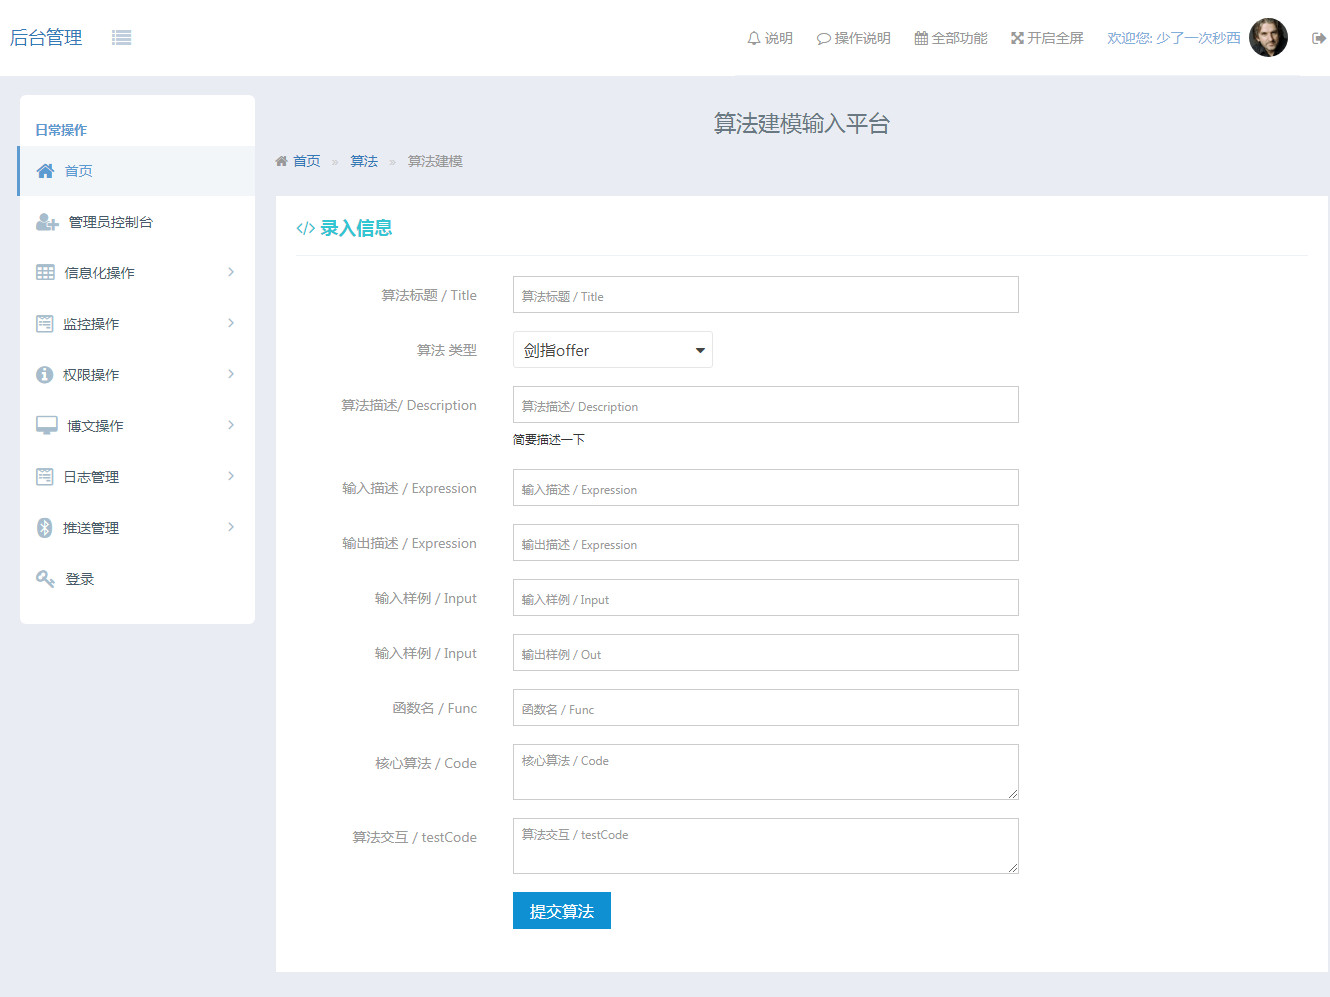 后台管理
说明 操作说明 全部功能 开启全屏 欢迎您: 少了一次秒西
日常操作
首页
管理员控制台
信息化操作
监控操作
权限操作
博文操作
日志管理
推送管理
登录
算法建模输入平台
首页 » 算法 » 算法建模
</> 录入信息
算法标题 / Title 算法标题 / Title
算法 类型 剑指offer
算法描述/ Description 算法描述/ Description
简要描述一下
输入描述 / Expression 输入描述 / Expression
输出描述 / Expression 输出描述 / Expression
输入样例 / Input 输入样例 / Input
输入样例 / Input 输出样例 / Out
函数名 / Func 函数名 / Func
核心算法 / Code 核心算法 / Code
算法交互 / testCode 算法交互 / testCode
提交算法